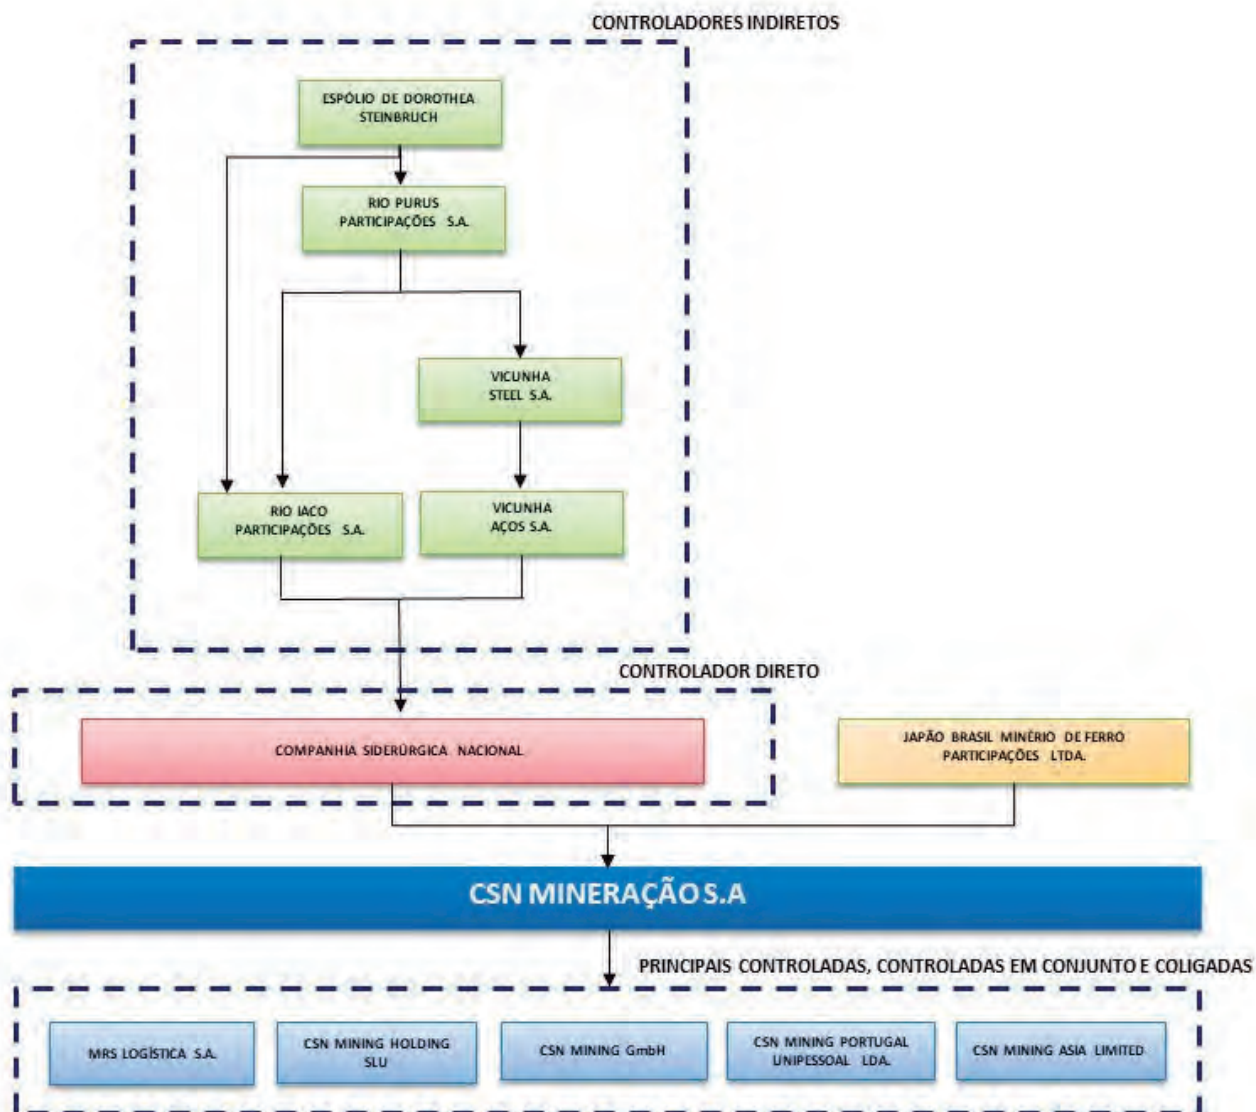 CONTROLADORES INDIRETOS
ESPÓLIO DE DOROTHEA
STEINBRUCH
RIO PURUS
PARTICIPAÇÕES S.A.
VICUNHA
STEEL S.A.
RIO IACO
PARTICIPAÇÕES S.A.
VICUNHA
AÇOS S.A.
CONTROLADOR DIRETO
COMPANHIA SIDERÚRGICA NACIONAL
JAPÃO BRASIL MINÉRIO DE FERRO
PARTICIPAÇÕES LTDA.
CSN MINERAÇÃO S.A
PRINCIPAIS CONTROLADAS, CONTROLADAS EM CONJUNTO E COLIGADAS
MRS LOGÍSTICA S.A.
CSN MINING HOLDING
SLU
CSN MINING GmbH
CSN MINING PORTUGAL
UNIPESSOAL LDA.
CSN MINING ASIA LIMITED